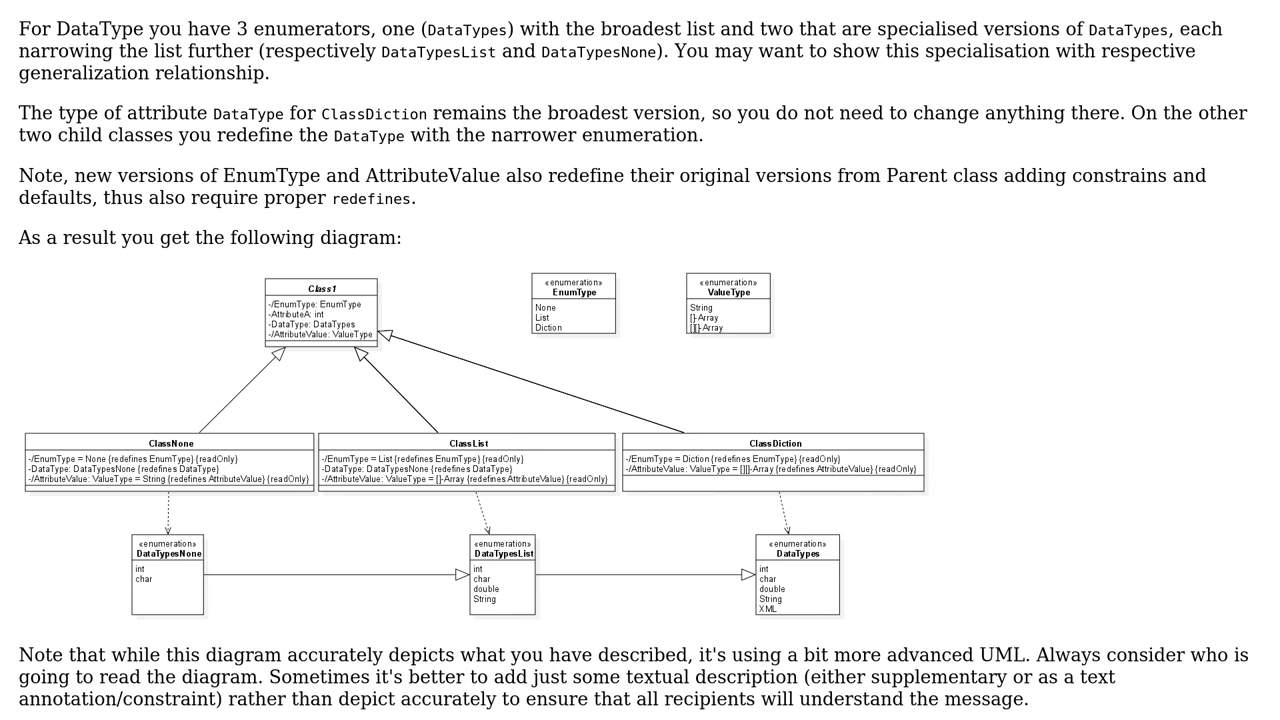 For DataType you have 3 enumerators, one (DataTypes) with the broadest list and two that are specialised versions of DataTypes, each
narrowing the list further (respectively DataTypesList and DataTypesNone). You may want to show this specialisation with respective
generalization relationship.
The type of attribute DataType for ClassDiction remains the broadest version, so you do not need to change anything there. On the other
two child classes you redefine the DataType with the narrower enumeration.
Note, new versions of EnumType and AttributeValue also redefine their original versions from Parent class adding constrains and
defaults, thus also require proper redefines.
As a result you get the following diagram:
Class1
-/EnumType: EnumType
-AttributeA: int
-DataType: DataTypes
-/AttributeValue: ValueType
«enumeration»
EnumType
None
List
Diction
«enumeration»
ValueType
String
[]-Array
[][]-Array
ClassNone
-/EnumType = None {redefines EnumType} {readOnly}
-DataType: DataTypesNone {redefines DataType}
-/AttributeValue: ValueType = String {redefines AttributeValue} {readOnly}
ClassList
-/EnumType = List {redefines EnumType} {readOnly}
-DataType: DataTypesNone {redefines DataType}
-/AttributeValue: ValueType = []-Array {redefines AttributeValue} {readOnly}
ClassDiction
-/EnumType = Diction {redefines EnumType} {readOnly}
-/AttributeValue: ValueType = [][]-Array {redefines AttributeValue} {readOnly}
«enumeration»
DataTypesNone
int
char
«enumeration»
DataTypesList
int
char
double
String
«enumeration»
DataTypes
int
char
double
String
XML
Note that while this diagram accurately depicts what you have described, it's using a bit more advanced UML. Always consider who is
going to read the diagram. Sometimes it's better to add just some textual description (either supplementary or as a text
annotation/constraint) rather than depict accurately to ensure that all recipients will understand the message.